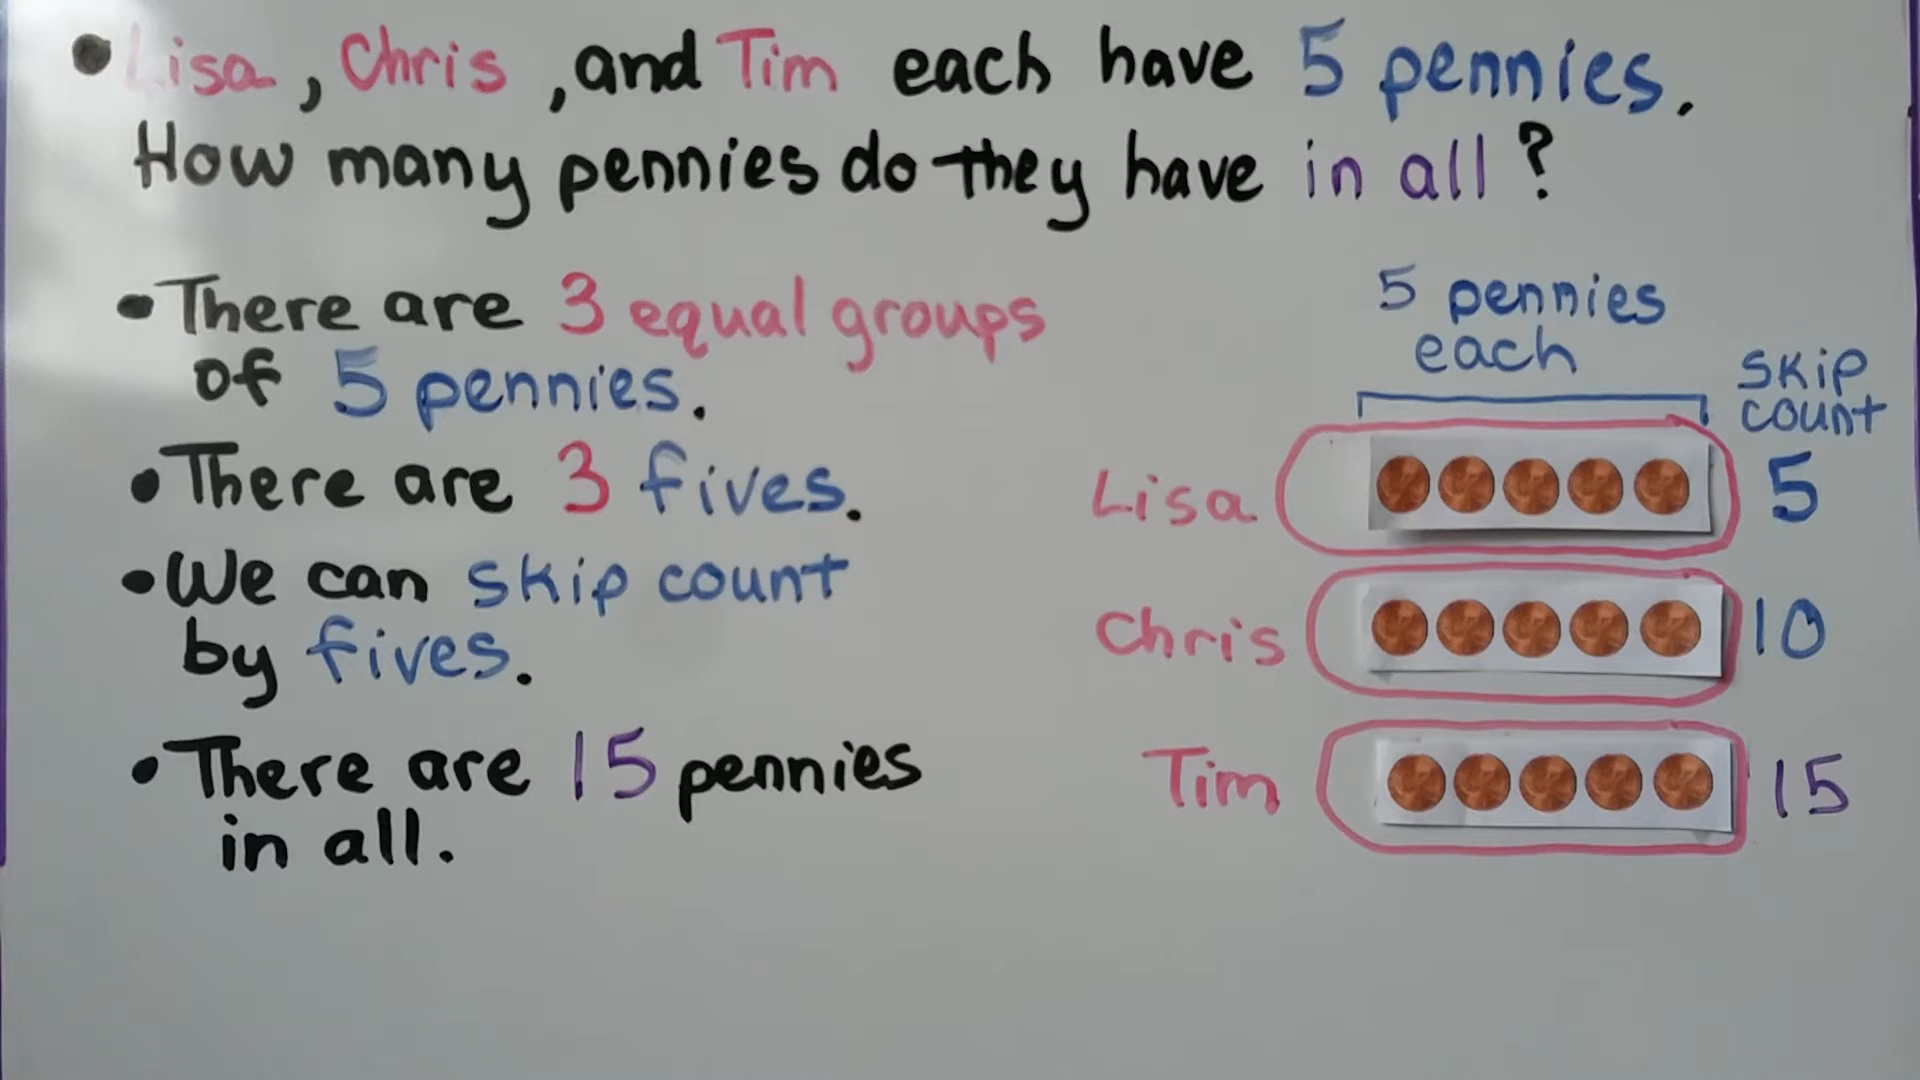 • Lisa, Chris, and Tim each have 5 pennies.
How many pennies do they have in all?
• There are 3 equal groups
of 5 pennies.
• There are 3 fives.
• We can skip count
by fives.
• There are 15 pennies
in all.
5 pennies
each
skip
count
Lisa 5
Chris 10
Tim 15